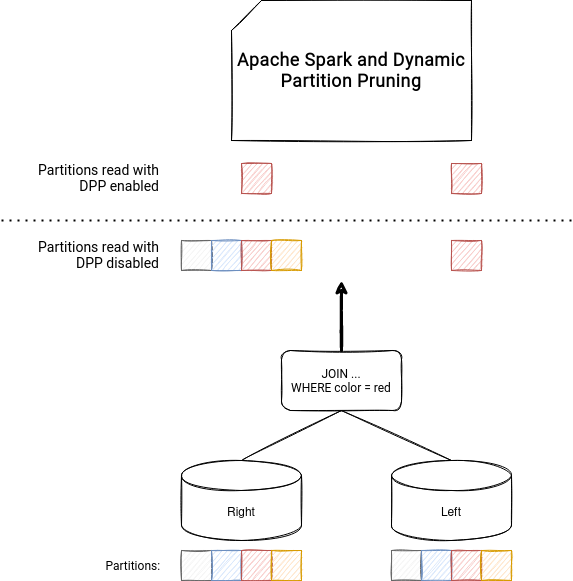 Apache Spark and Dynamic
Partition Pruning
Partitions read with
DPP enabled
Partitions read with
DPP disabled
JOIN ...
WHERE color = red
Right
Left
Partitions: